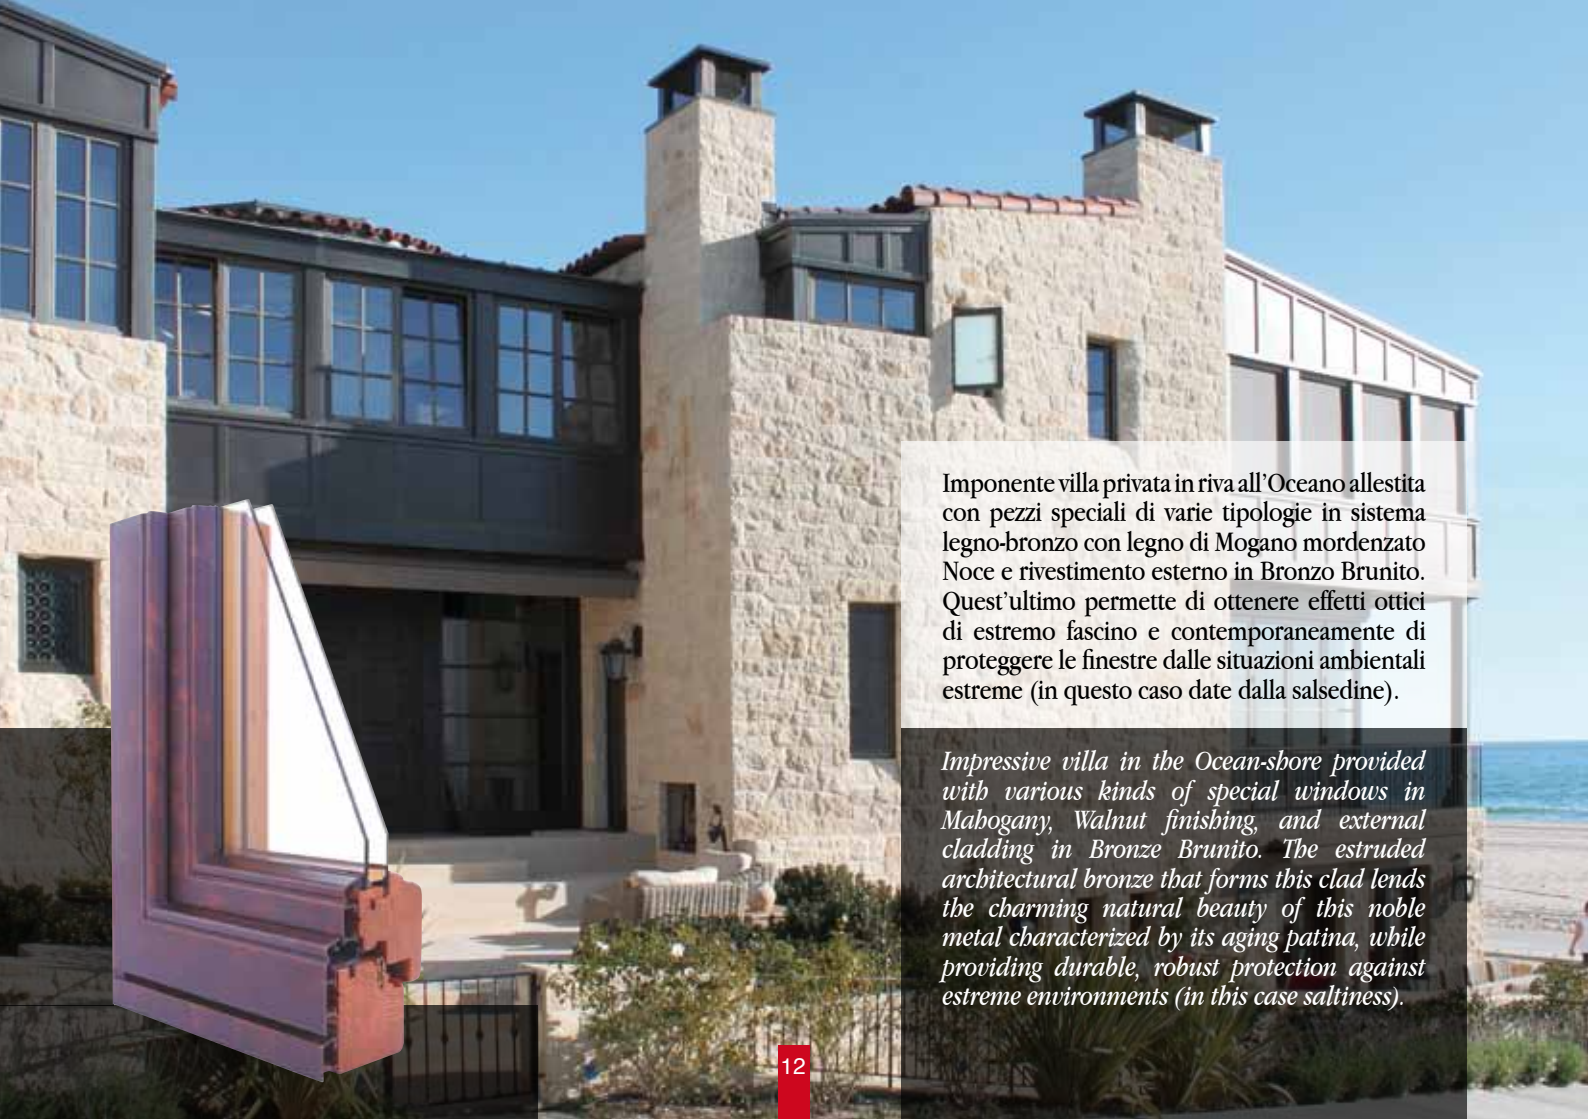 Imponente villa privata in riva all'Oceano allestita
con pezzi speciali di varie tipologie in sistema
legno-bronzo con legno di Mogano mordenzato
Noce e rivestimento esterno in Bronzo Brunito.
Quest'ultimo permette di ottenere effetti ottici
di estremo fascino e contemporaneamente di
proteggere le finestre dalle situazioni ambientali
estreme (in questo caso date dalla salsedine).
Impressive villa in the Ocean-shore provided
with various kinds of special windows in
Mahogany, Walnut finishing, and external
cladding in Bronze Brunito. The estruded
architectural bronze that forms this clad lends
the charming natural beauty of this noble
metal characterized by its aging patina, while
providing durable, robust protection against
estreme environments (in this case saltiness).
12